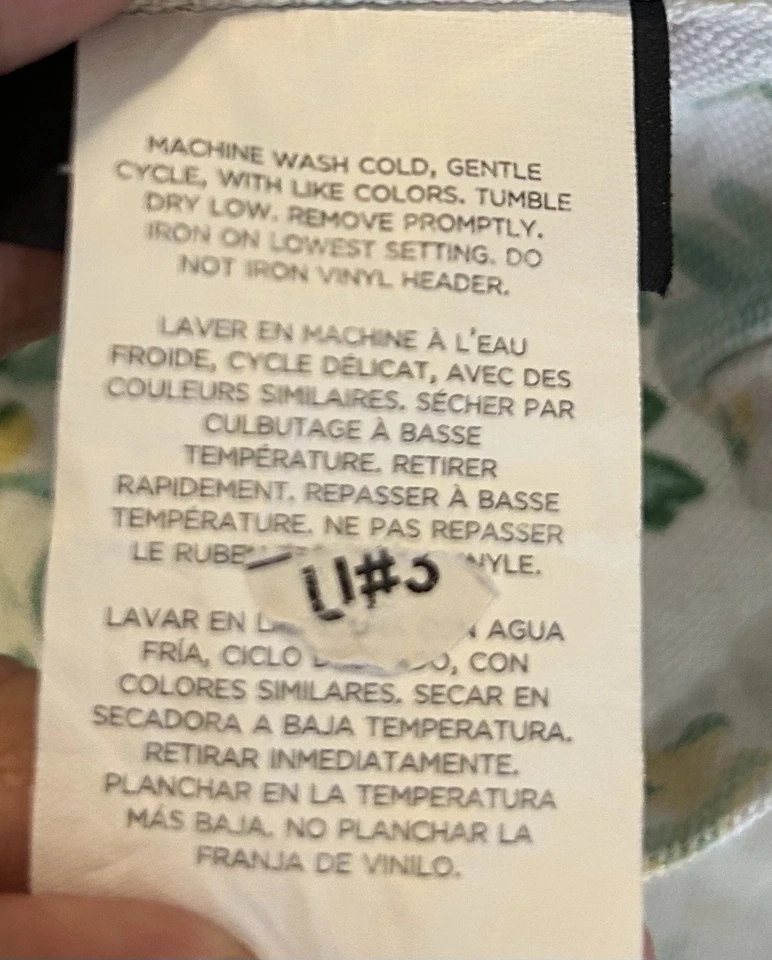 MACHINE WASH COLD, GENTLE
CYCLE, WITH LIKE COLORS. TUMBLE
DRY LOW. REMOVE PROMPTLY.
IRON ON LOWEST SETTING. DO
NOT IRON VINYL HEADER.
LAVER EN MACHINE À L'EAU
FROIDE, CYCLE DÉLICAT, AVEC DES
COULEURS SIMILAIRES. SÉCHER PAR
CULBUTAGE À BASSE
TEMPÉRATURE. RETIRER
RAPIDEMENT. REPASSER À BASSE
TEMPÉRATURE. NE PAS REPASSER
LE
LAVAR EN AGUA
FRÍA, CICLO CON
COLORES SIMILARES. SECAR EN
SECADORA A BAJA TEMPERATURA.
RETIRAR INMEDIATAMENTE.
PLANCHAR EN LA TEMPERATURA
MÁS BAJA. NO PLANCHAR LA
FRANJA DE VINILO.